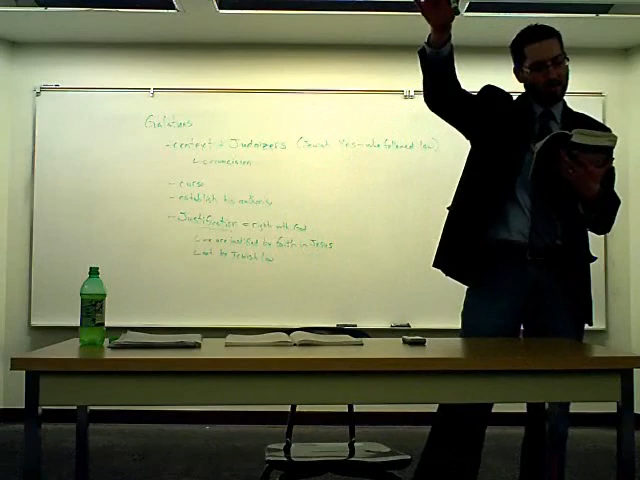 Galatians
- context → Judaizers (Jewish Xns - who followed law)
↳ circumcision
- curse
- establish his authority
- Justification = right with God
↳ we are justified by faith in Jesus
↳ not by Jewish law